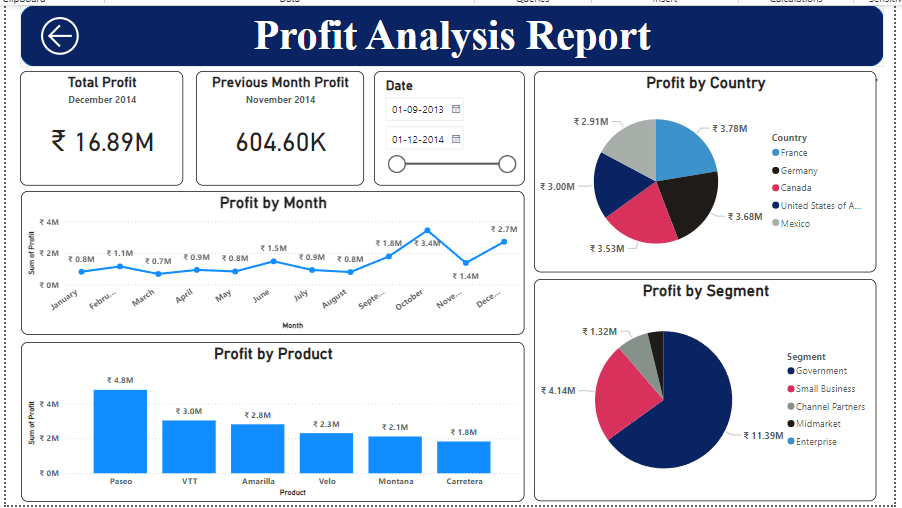 Profit Analysis Report
Total Profit
December 2014
₹ 16.89M
Previous Month Profit
November 2014
604.60K
Date
01-09-2013
01-12-2014
Profit by Month
Sum of Profit
₹ 4M
₹ 2M
₹ 0M
₹ 0.8M
₹ 1.1M
₹ 0.7M
₹ 0.9M
₹ 0.8M
₹ 1.5M
₹ 0.9M
₹ 0.8M
₹ 1.8M
₹ 3.4M
₹ 1.4M
₹ 2.7M
January
Febru...
March
April
May
June
July
August
Septe...
October
Nove...
Dece...
Month
Profit by Product
Sum of Profit
₹ 4M
₹ 2M
₹ 0M
₹ 4.8M
₹ 3.0M
₹ 2.8M
₹ 2.3M
₹ 2.1M
₹ 1.8M
Paseo
VTT
Amarilla
Velo
Montana
Carretera
Product
Profit by Country
₹ 2.91M
₹ 3.78M
₹ 3.00M
₹ 3.68M
₹ 3.53M
Country
France
Germany
Canada
United States of A...
Mexico
Profit by Segment
₹ 1.32M
₹ 4.14M
₹ 11.39M
Segment
Government
Small Business
Channel Partners
Midmarket
Enterprise